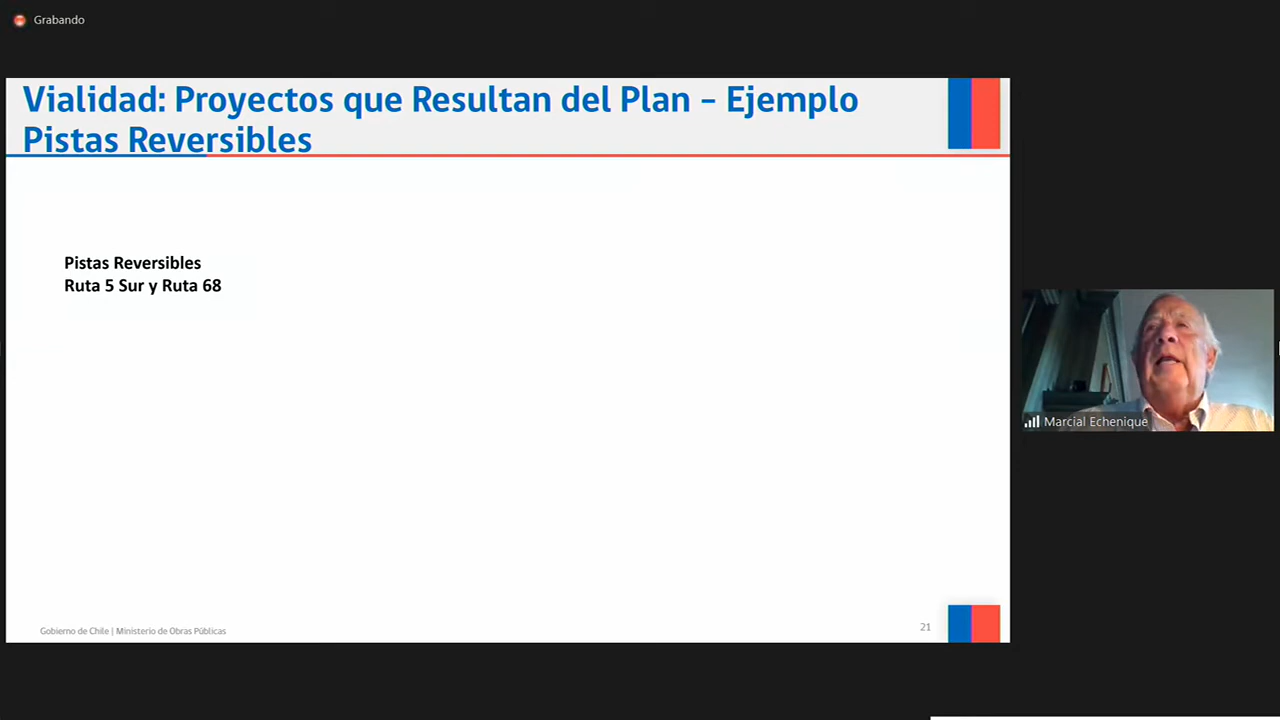 Grabando
Vialidad: Proyectos que Resultan del Plan – Ejemplo
Pistas Reversibles
Pistas Reversibles
Ruta 5 Sur y Ruta 68
Marcial Echenique
Gobierno de Chile | Ministerio de Obras Públicas
21